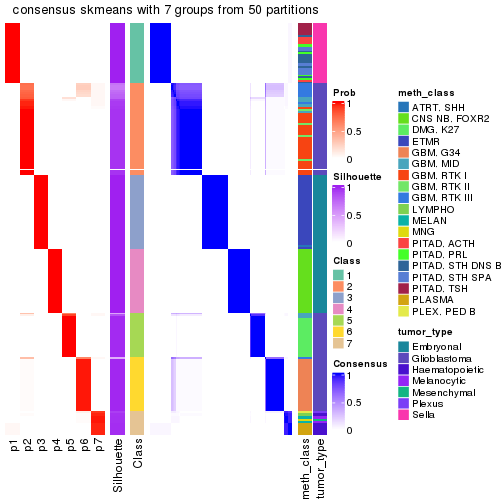 consensus skmeans with 7 groups from 50 partitions
Prob
1
0.5
0
Silhouette
1
0.5
0
Class
1
2
3
4
5
6
7
Consensus
1
0.5
0
meth_class
ATRT. SHH
CNS NB. FOXR2
DMG. K27
ETMR
GBM. G34
GBM. MID
GBM. RTK I
GBM. RTK II
GBM. RTK III
LYMPHO
MELAN
MNG
PITAD. ACTH
PITAD. PRL
PITAD. STH DNS B
PITAD. STH SPA
PITAD. TSH
PLASMA
PLEX. PED B
tumor_type
Embryonal
Glioblastoma
Haematopoietic
Melanocytic
Mesenchymal
Plexus
Sella
p1
p2
p3
p4
p5
p6
p7
Silhouette
Class
meth_class
tumor_type